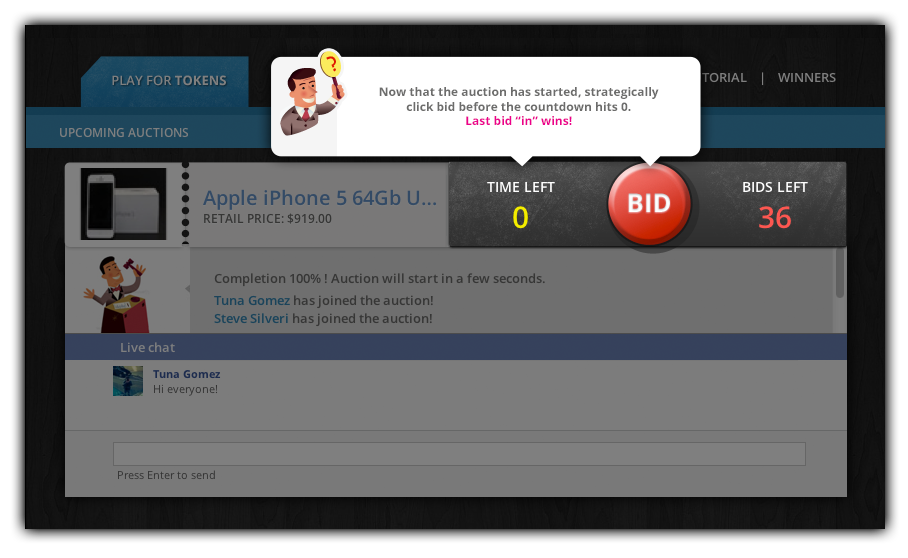 PLAY FOR TOKENS
TORIAL | WINNERS
Now that the auction has started, strategically
click bid before the countdown hits 0.
Last bid “in” wins!
UPCOMING AUCTIONS
Apple iPhone 5 64Gb U...
RETAIL PRICE: $919.00
TIME LEFT
0
BID
BIDS LEFT
36
Completion 100% ! Auction will start in a few seconds.
Tuna Gomez has joined the auction!
Steve Silveri has joined the auction!
Live chat
Tuna Gomez
Hi everyone!
Press Enter to send